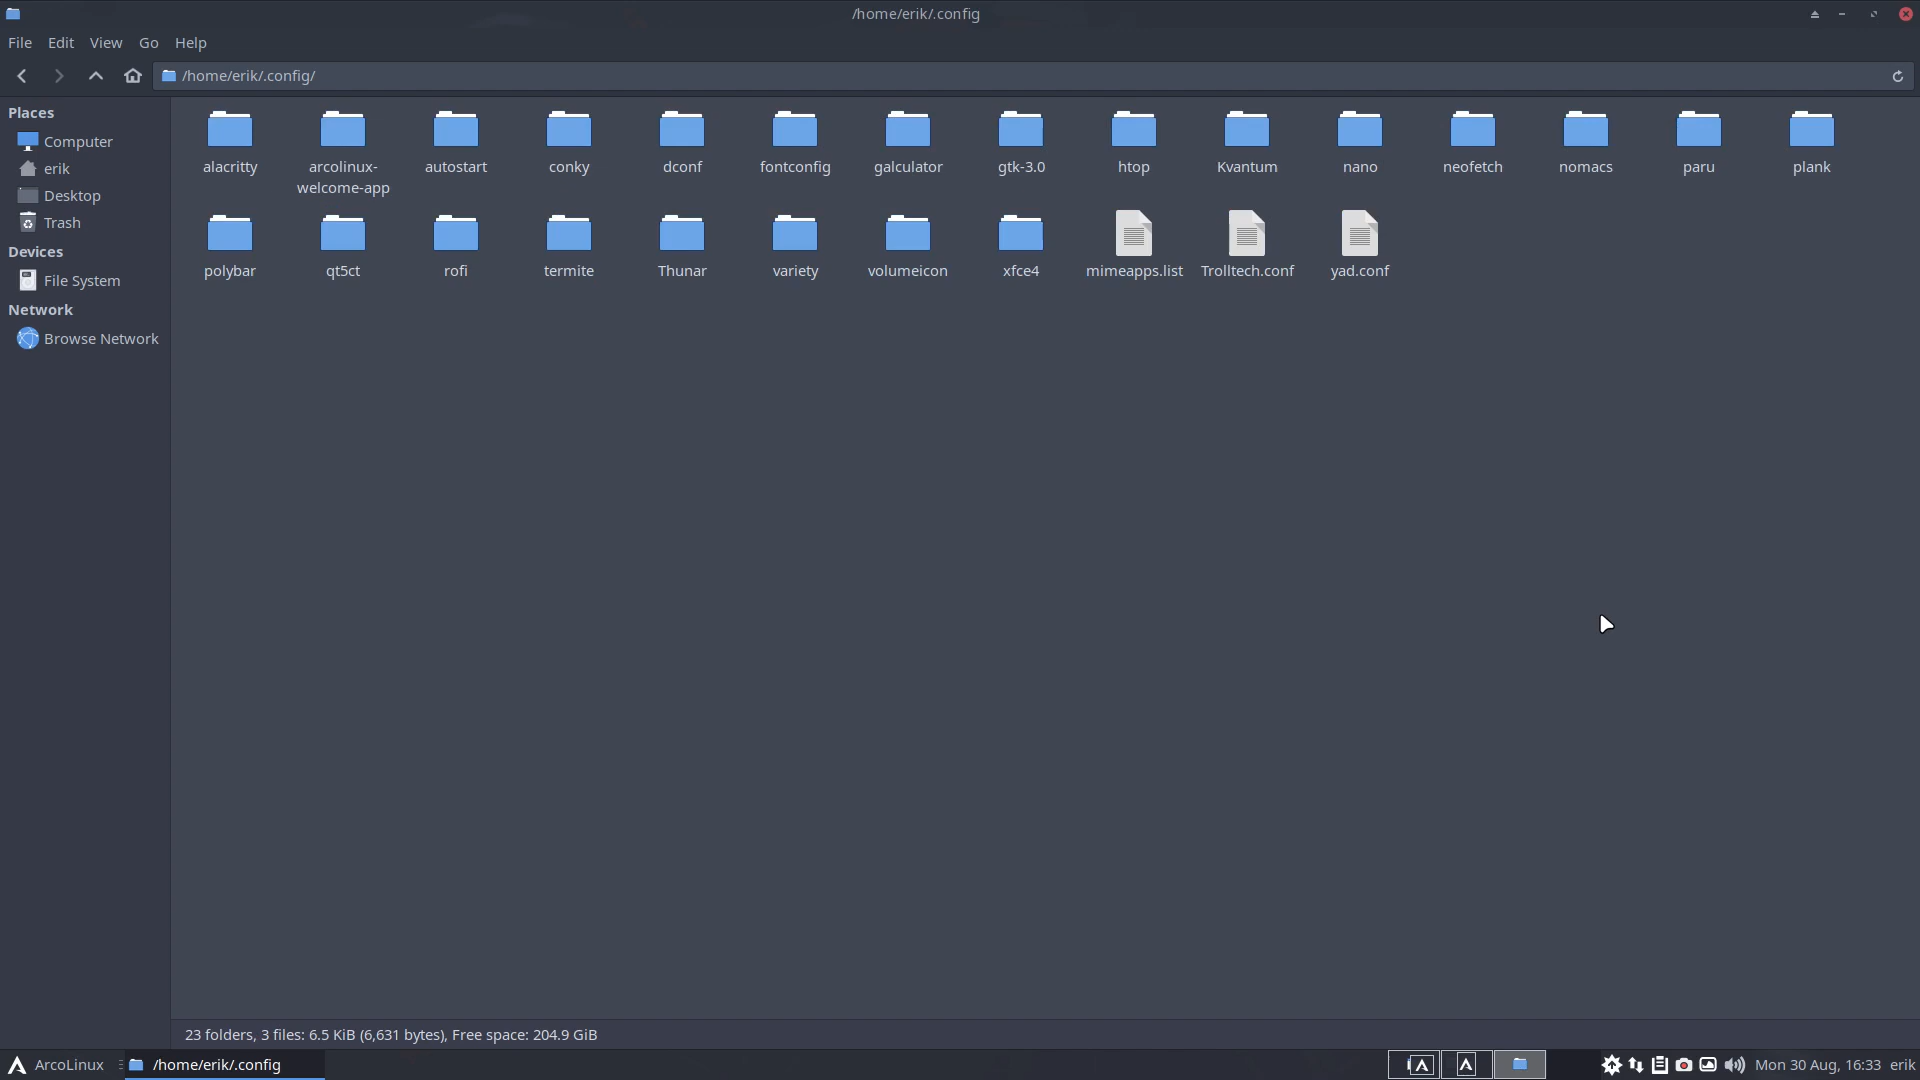 /home/erik/.config
File Edit View Go Help
/home/erik/.config/
Places
Computer
erik
Desktop
Trash
Devices
File System
Network
Browse Network
alacritty
arcolinux-
welcome-app
autostart
conky
dconf
fontconfig
galculator
gtk-3.0
htop
Kvantum
nano
neofetch
nomacs
paru
plank
polybar
qt5ct
rofi
termite
Thunar
variety
volumeicon
xfce4
mimeapps.list
Trolltech.conf
yad.conf
23 folders, 3 files: 6.5 KiB (6,631 bytes), Free space: 204.9 GiB
ArcoLinux
/home/erik/.config
Mon 30 Aug, 16:33
erik